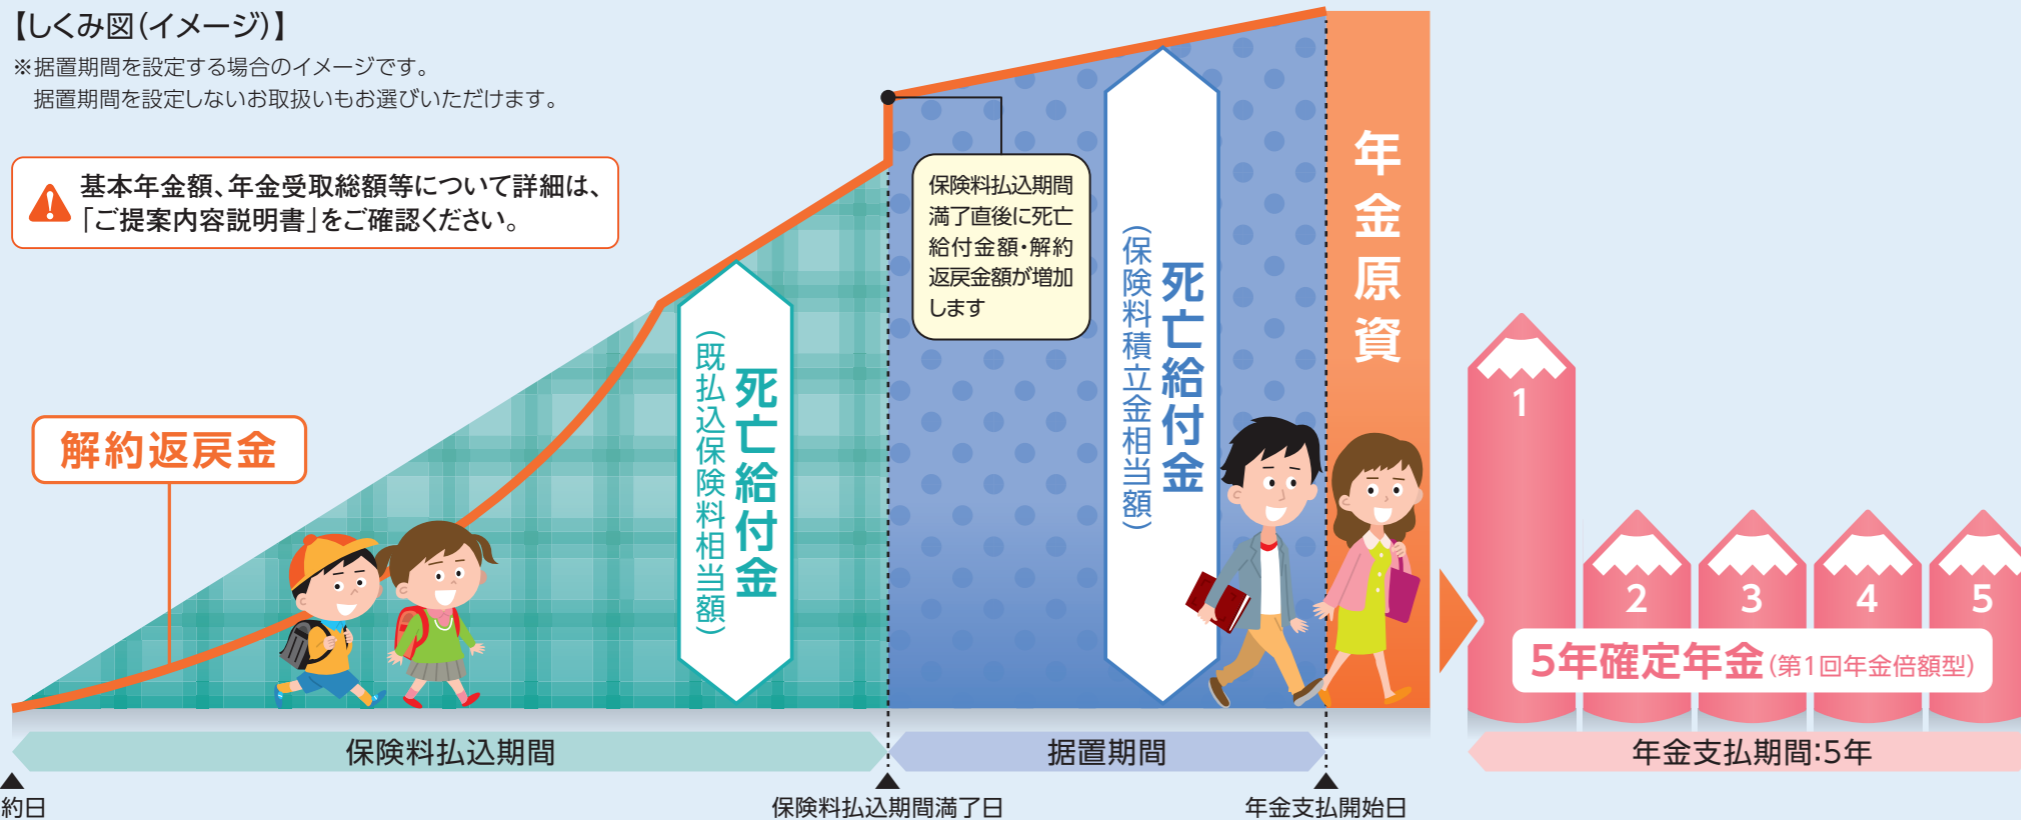 【しくみ図(イメージ)】
※据置期間を設定する場合のイメージです。
据置期間を設定しないお取扱いもお選びいただけます。
基本年金額、年金受取総額等について詳細は、
「ご提案内容説明書」をご確認ください。
解約返戻金
死亡給付金
(既払込保険料相当額)
保険料払込期間
満了直後に死亡
給付金額・解約
返戻金額が増加
します
死亡給付金
(保険料積立金相当額)
年金原資
1
2
3
4
5
5年確定年金(第1回年金倍額型)
保険料払込期間
据置期間
年金支払期間:5年
約日
保険料払込期間満了日
年金支払開始日